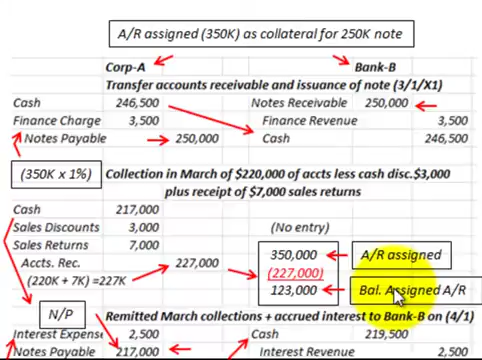 A/R assigned (350K) as collateral for 250K note
Corp-A Bank-B
Transfer accounts receivable and issuance of note (3/1/X1)
Cash 246,500 Notes Receivable 250,000
Finance Charge 3,500 Finance Revenue 3,500
Notes Payable 250,000 Cash 246,500
(350K x 1%) Collection in March of $220,000 of accts less cash disc.$3,000
plus receipt of $7,000 sales returns
Cash 217,000
Sales Discounts 3,000 (No entry)
Sales Returns 7,000 350,000 A/R assigned
Accts. Rec. 227,000 (227,000)
(220K + 7K) =227K 123,000 Bal. Assigned A/R
N/P Remitted March collections + accrued interest to Bank-B on (4/1)
Interest Expense 2,500 Cash 219,500
Notes Payable 217,000 Interest Revenue 2,500